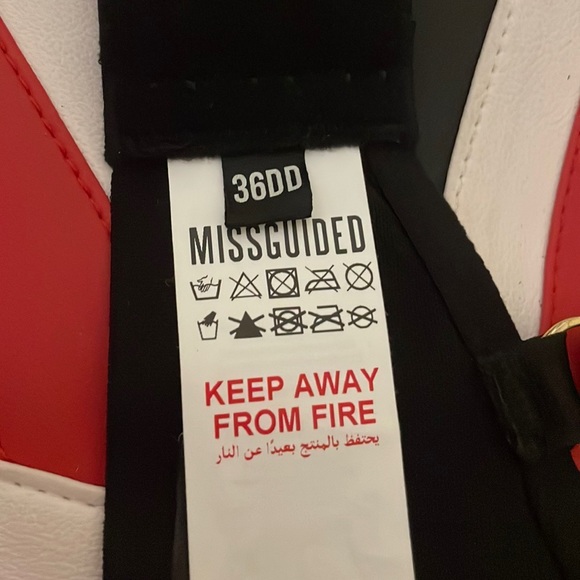 36DD
MISSGUIDED
KEEP AWAY
FROM FIRE
يحتفظ بالمنتج بعيدًا عن النار